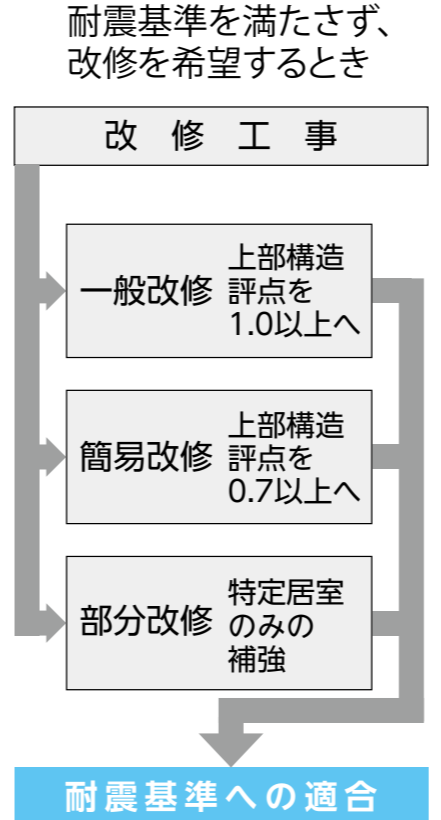 耐震基準を満たさず、
改修を希望するとき
改修工事
一般改修
上部構造
評点を
1.0以上へ
簡易改修
上部構造
評点を
0.7以上へ
部分改修
特定居室
のみの
補強
耐震基準への適合